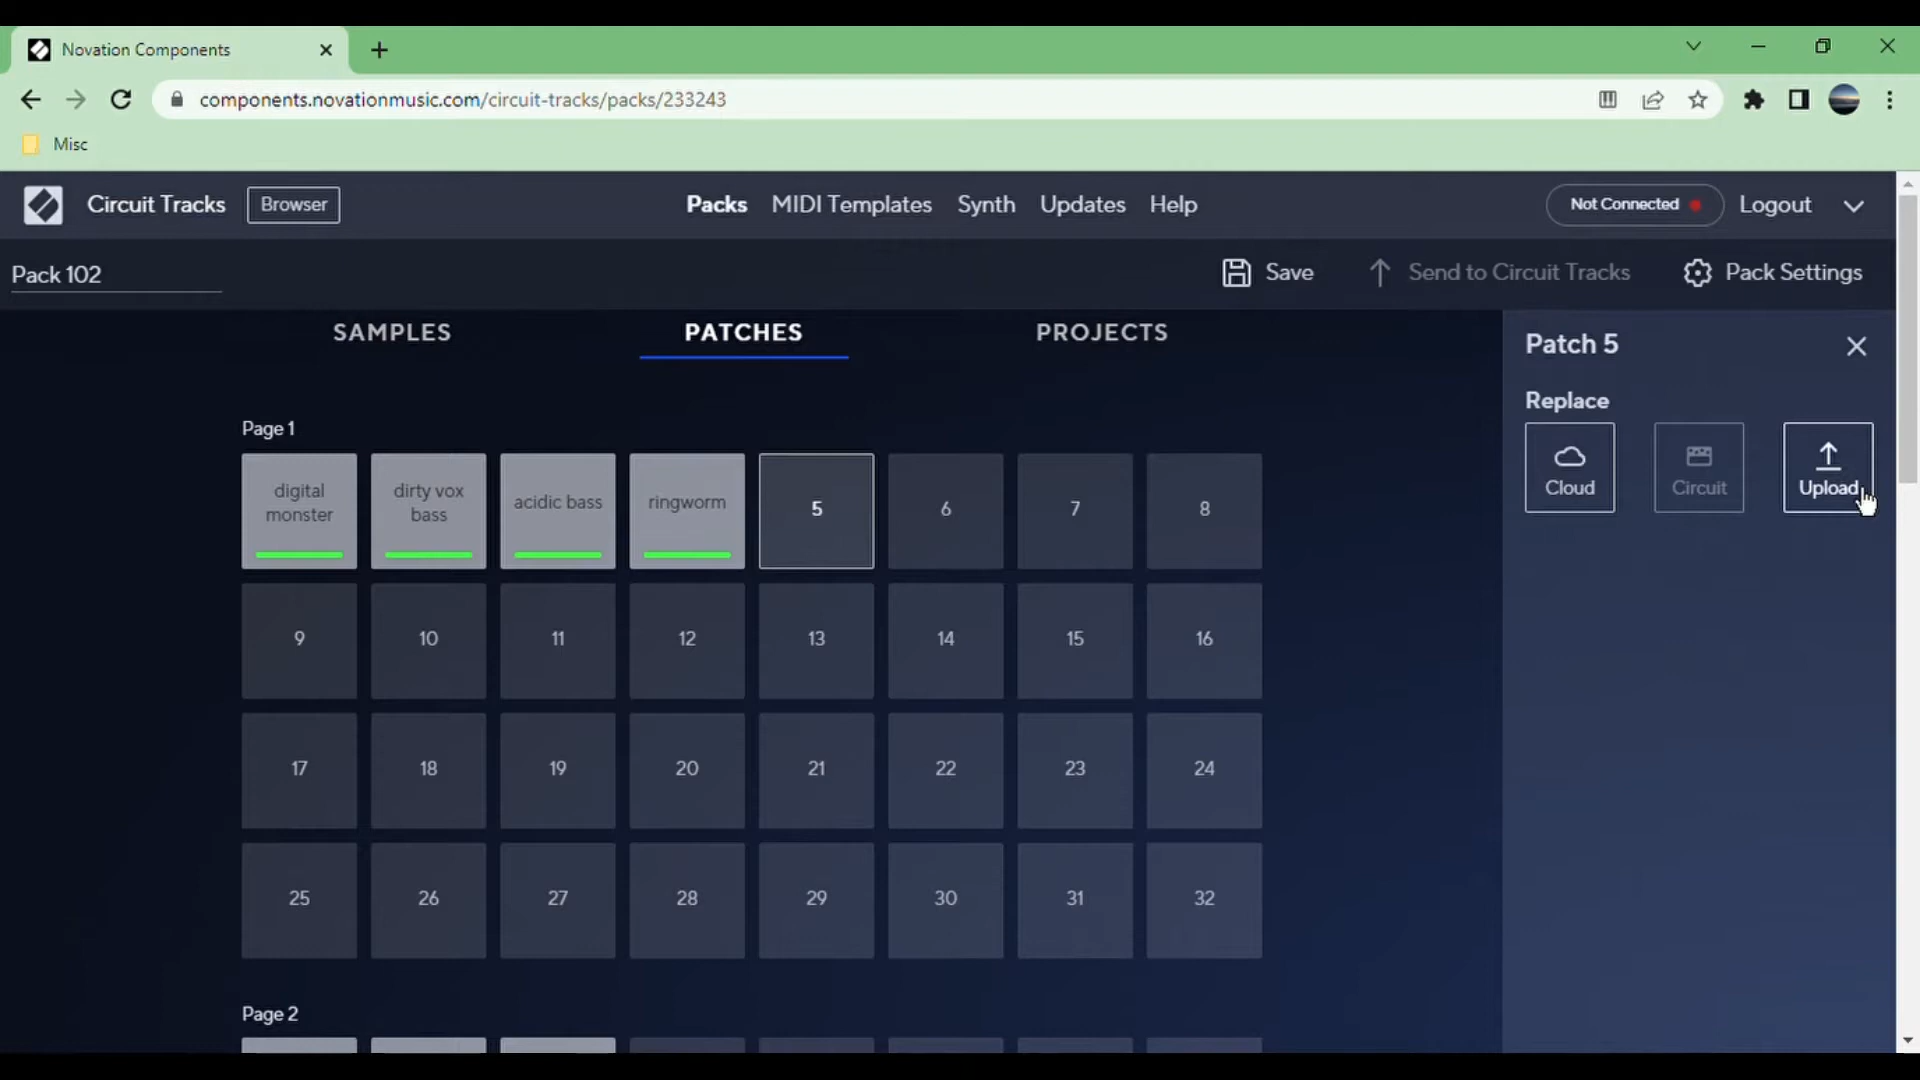 Novation Components
components.novationmusic.com/circuit-tracks/packs/233243
Misc
Circuit Tracks
Browser
Packs
MIDI Templates
Synth
Updates
Help
Not Connected
Logout
Pack 102
Save
Send to Circuit Tracks
Pack Settings
SAMPLES
PATCHES
PROJECTS
Patch 5
Replace
Cloud
Circuit
Upload
Page 1
digital
monster
dirty vox
bass
acidic bass
ringworm
5
6
7
8
9
10
11
12
13
14
15
16
17
18
19
20
21
22
23
24
25
26
27
28
29
30
31
32
Page 2